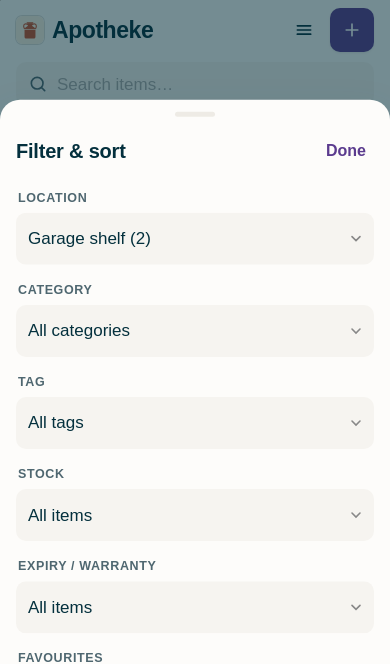 Apotheke
Search items…
Filter & sort
Done
LOCATION
Garage shelf (2)
CATEGORY
All categories
TAG
All tags
STOCK
All items
EXPIRY / WARRANTY
All items
FAVOURITES